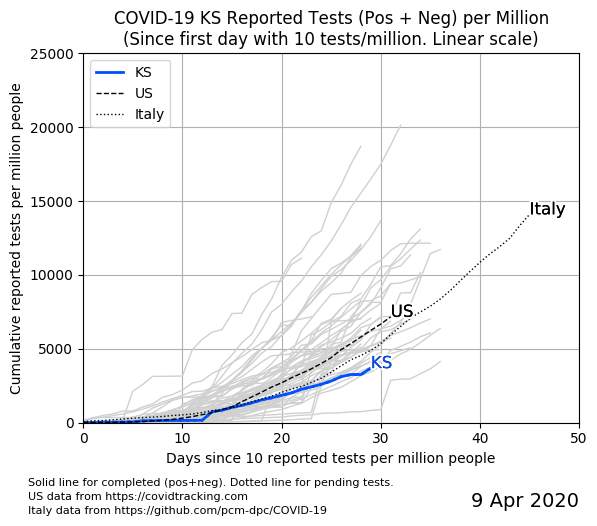 COVID-19 KS Reported Tests (Pos + Neg) per Million
(Since first day with 10 tests/million. Linear scale)
Cumulative reported tests per million people
25000
20000
15000
10000
5000
0
KS
US
Italy
Italy
US
KS
0 10 20 30 40 50
Days since 10 reported tests per million people
Solid line for completed (pos+neg). Dotted line for pending tests.
US data from https://covidtracking.com
Italy data from https://github.com/pcm-dpc/COVID-19
9 Apr 2020